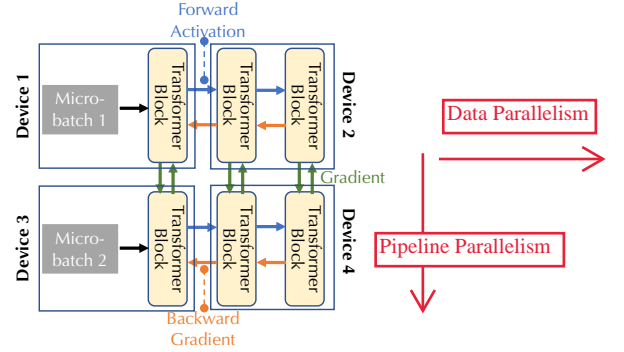 Forward
Activation
Device 1
Micro-
batch 1
Transformer
Block
Transformer
Block
Transformer
Block
Device 2
Data Parallelism
Gradient
Device 3
Micro-
batch 2
Transformer
Block
Transformer
Block
Transformer
Block
Device 4
Pipeline Parallelism
Backward
Gradient